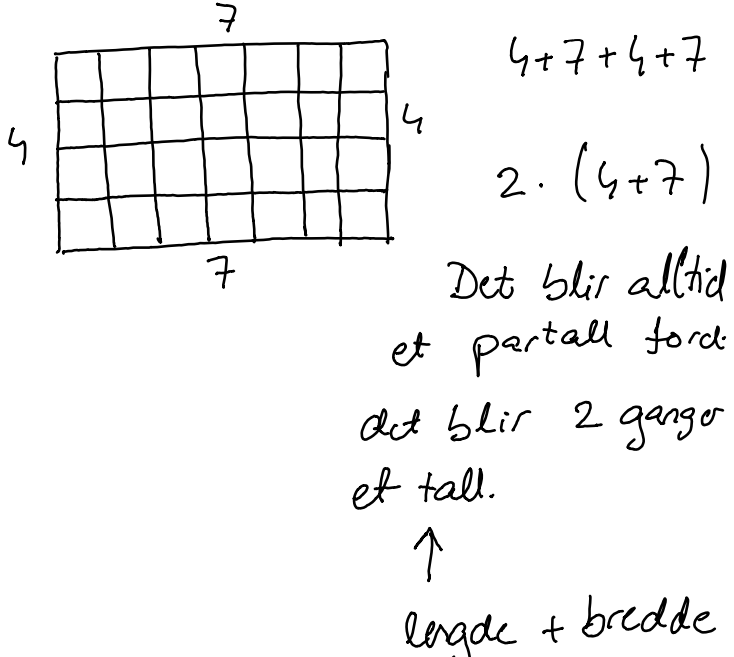 7
4+7+4+7
4
4
2 · (4+7)
7
Det blir alltid
et partall fordi
det blir 2 ganger
et tall.
↑
lengde + bredde